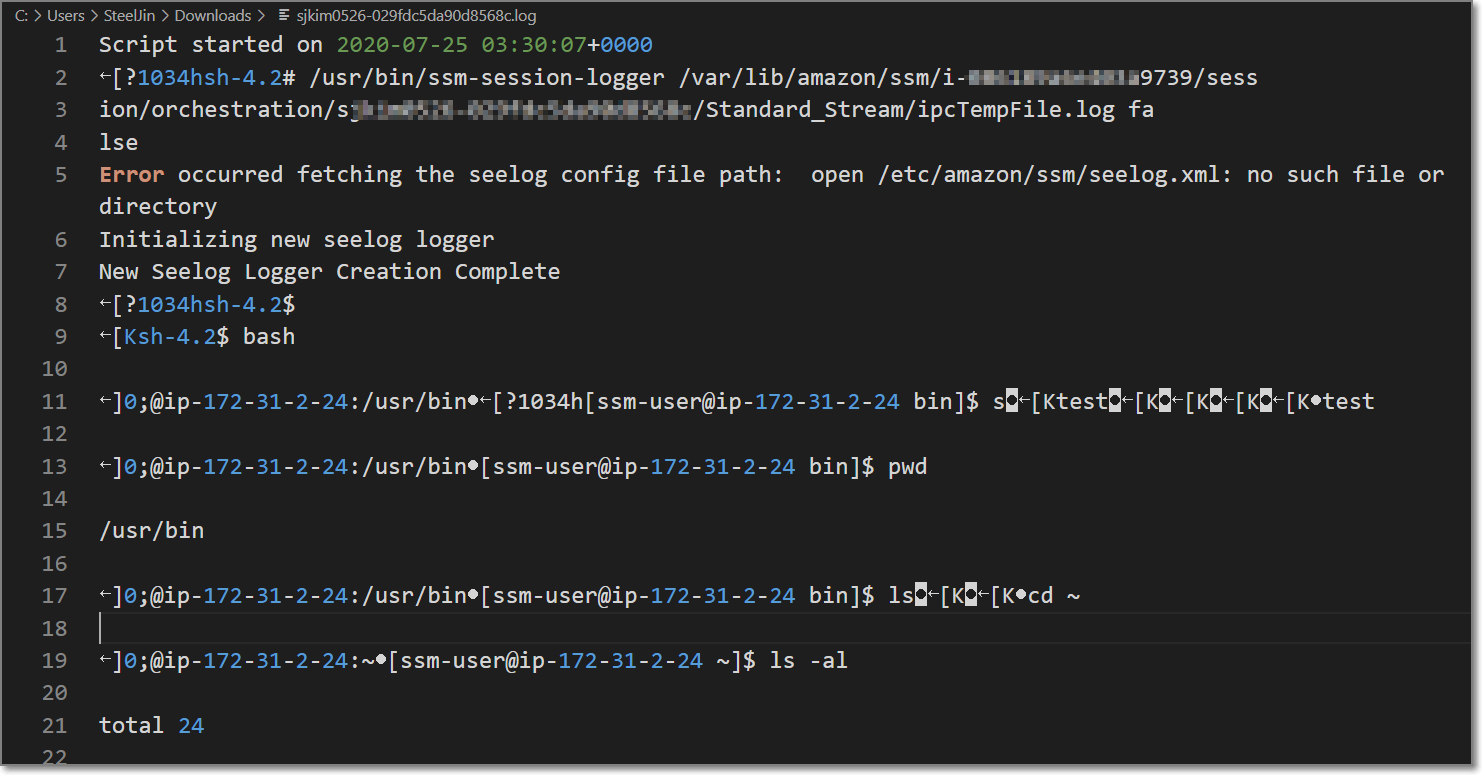 C: > Users > SteelJin > Downloads > sjkim0526-029fdc5da90d8568c.log
1 Script started on 2020-07-25 03:30:07+0000
2 ←[?1034hsh-4.2# /usr/bin/ssm-session-logger /var/lib/amazon/ssm/i-9739/sess
3 ion/orchestration/s/Standard_Stream/ipcTempFile.log fa
4 lse
5 Error occurred fetching the seelog config file path:  open /etc/amazon/ssm/seelog.xml: no such file or
directory
6 Initializing new seelog logger
7 New Seelog Logger Creation Complete
8 ←[?1034hsh-4.2$
9 ←[Ksh-4.2$ bash
10
11 ←]0;@ip-172-31-2-24:/usr/bin•←[?1034h[ssm-user@ip-172-31-2-24 bin]$ s◘←[Ktest◘←[K◘←[K◘←[K◘←[K•test
12
13 ←]0;@ip-172-31-2-24:/usr/bin•[ssm-user@ip-172-31-2-24 bin]$ pwd
14
15 /usr/bin
16
17 ←]0;@ip-172-31-2-24:/usr/bin•[ssm-user@ip-172-31-2-24 bin]$ ls◘←[K◘←[K•cd ~
18
19 ←]0;@ip-172-31-2-24:~•[ssm-user@ip-172-31-2-24 ~]$ ls -al
20
21 total 24
22